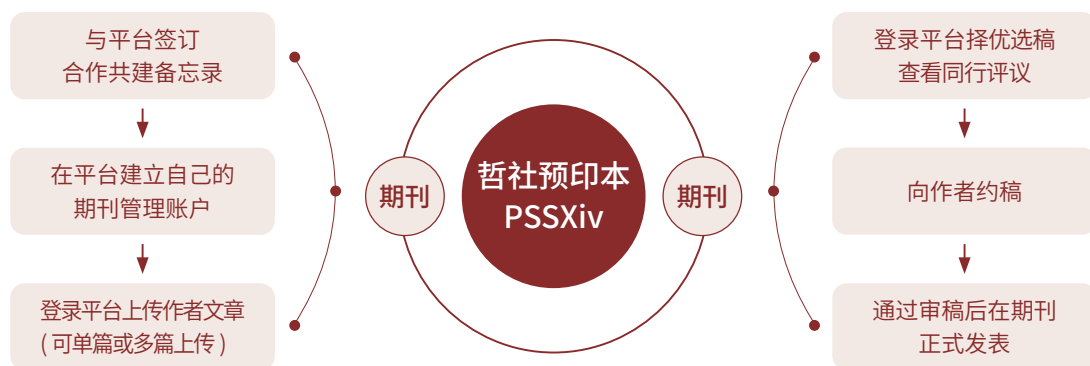 与平台签订
合作共建备忘录
在平台建立自己的
期刊管理账户
登录平台上传作者文章
(可单篇或多篇上传)
期刊
哲社预印本
PSSXiv
期刊
登录平台择优选稿
查看同行评议
向作者约稿
通过审稿后在期刊
正式发表